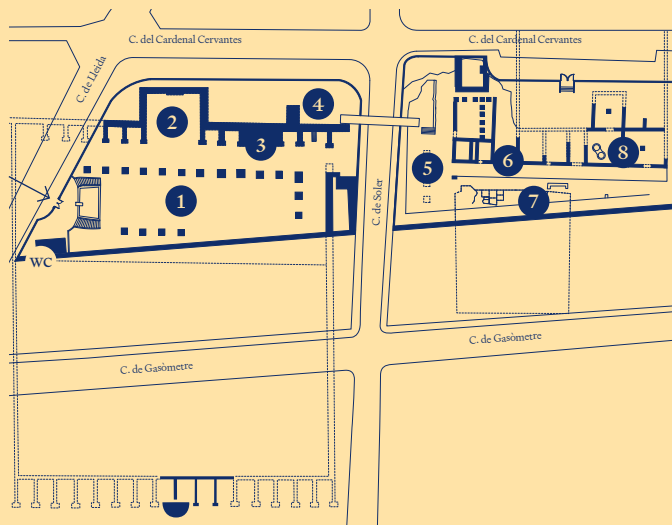 C. del Cardenal Cervantes
C. del Cardenal Cervantes
C. de Lleida
4
2
3
5
6
8
1
7
C. de Soler
WC
C. de Gasòmetre
C. de Gasòmetre